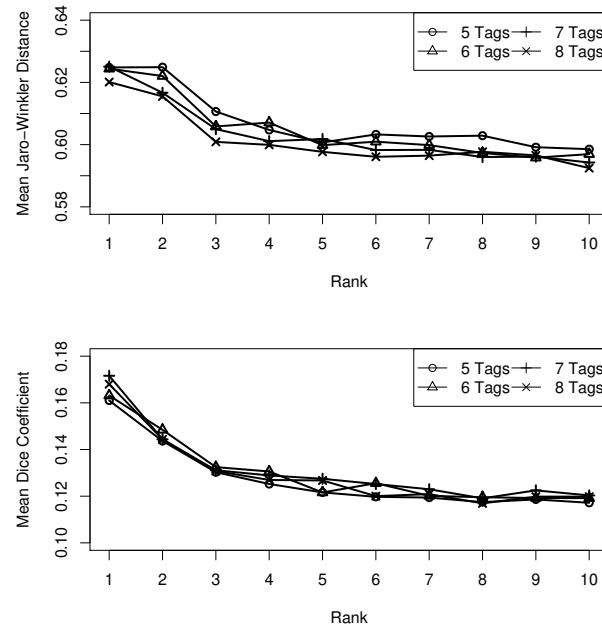 Mean Jaro−Winkler Distance
0.64
0.62
0.60
0.58
5 Tags 7 Tags
6 Tags 8 Tags
1 2 3 4 5 6 7 8 9 10
Rank
Mean Dice Coefficient
0.18
0.16
0.14
0.12
0.10
5 Tags 7 Tags
6 Tags 8 Tags
1 2 3 4 5 6 7 8 9 10
Rank